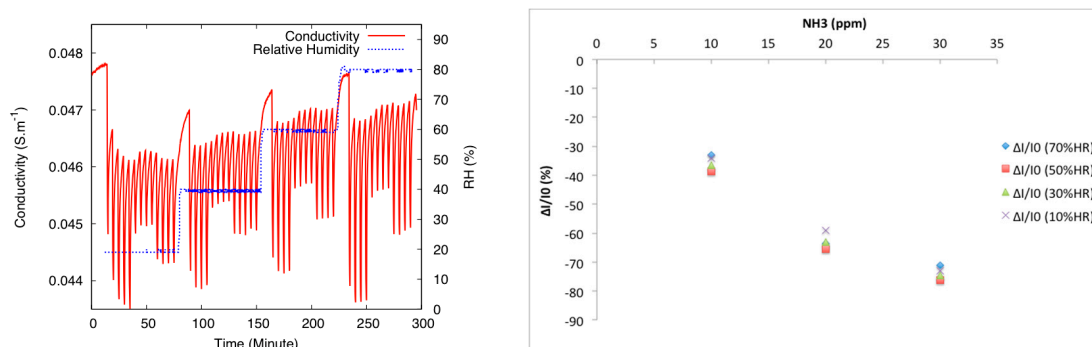 Conductivity
Relative Humidity
0.048
0.047
0.046
0.045
0.044
Conductivity (S.m⁻¹)
90
80
70
60
50
40
30
20
10
0
RH (%)
0 50 100 150 200 250 300
Time (Minute)
NH3 (ppm)
0 5 10 15 20 25 30 35
0
-10
-20
-30
-40
-50
-60
-70
-80
-90
ΔI/I0 (%)
ΔI/I0 (70%HR)
ΔI/I0 (50%HR)
ΔI/I0 (30%HR)
ΔI/I0 (10%HR)